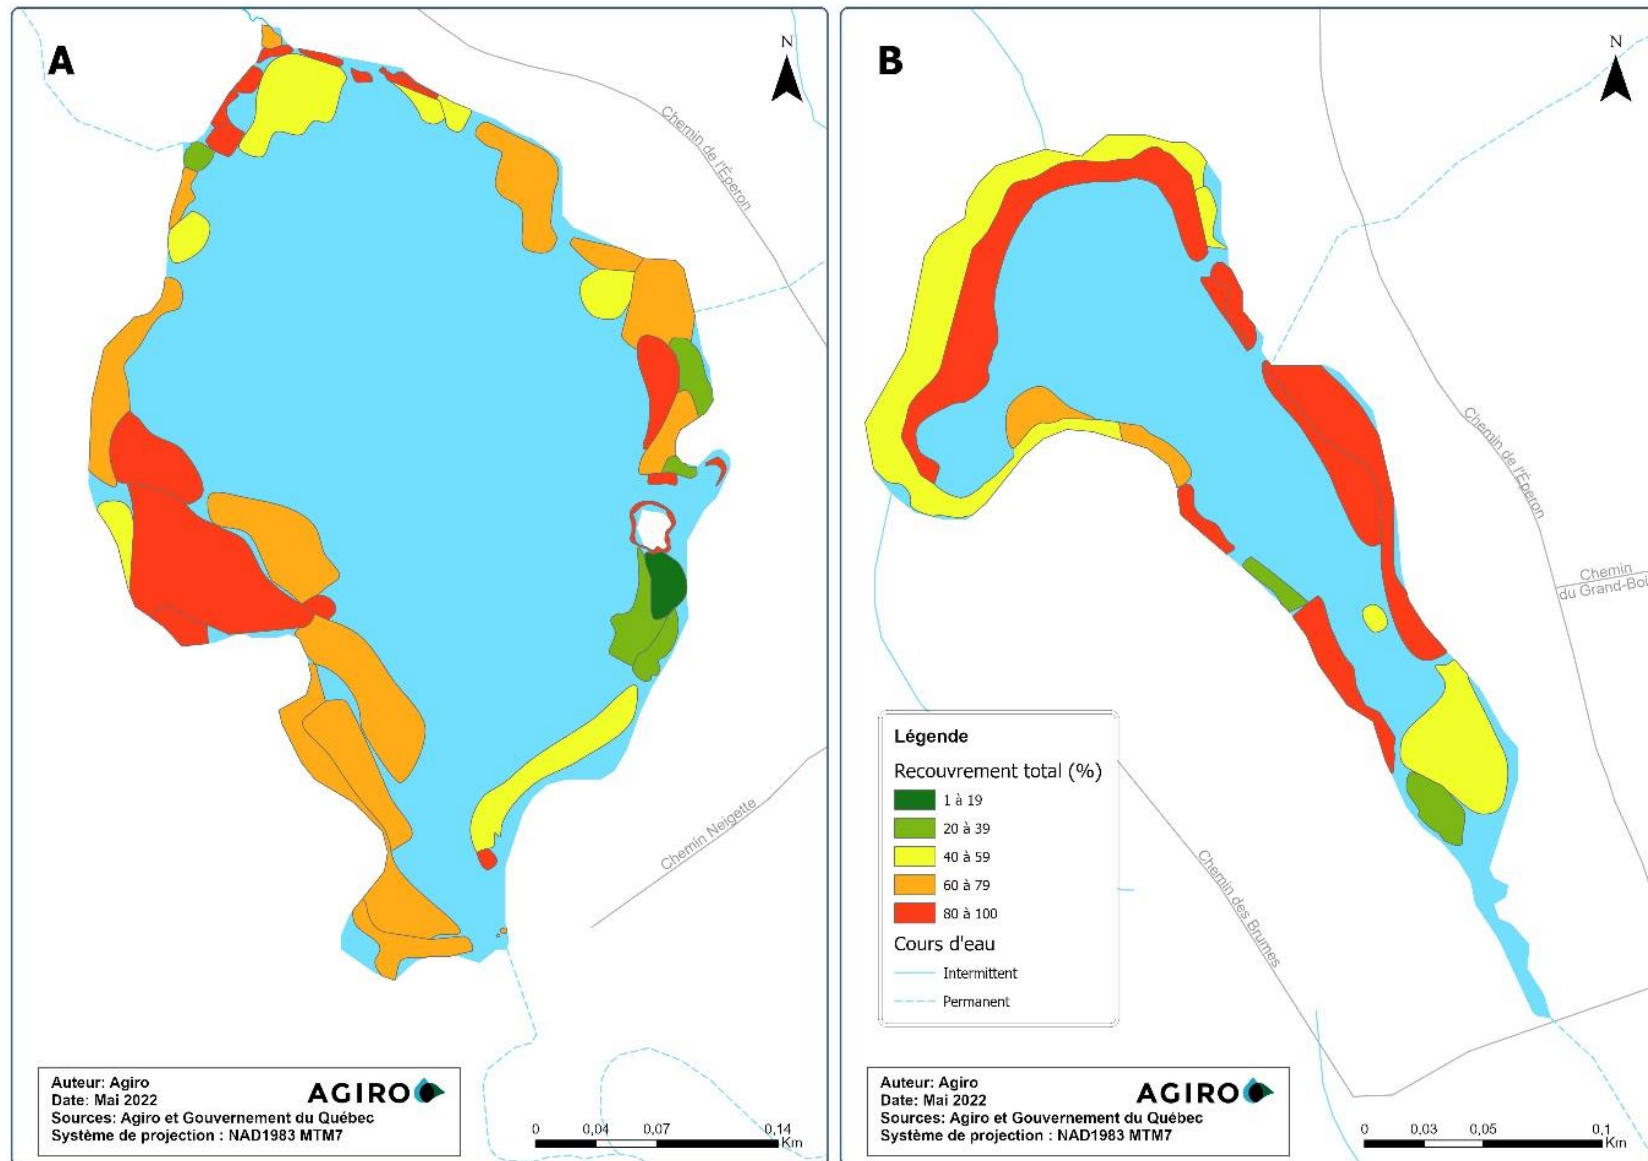 A
N
Chemin de l'Éperon
Chemin Neigette
Auteur: Agiro
Date: Mai 2022
Sources: Agiro et Gouvernement du Québec
Système de projection : NAD1983 MTM7
AGIRO
0 0,04 0,07 0,14
Km
B
N
Chemin de l'Éperon
Chemin
du Grand-Boi
Chemin des Brumes
Légende
Recouvrement total (%)
1 à 19
20 à 39
40 à 59
60 à 79
80 à 100
Cours d'eau
Intermittent
Permanent
Auteur: Agiro
Date: Mai 2022
Sources: Agiro et Gouvernement du Québec
Système de projection : NAD1983 MTM7
AGIRO
0 0,03 0,05 0,1
Km